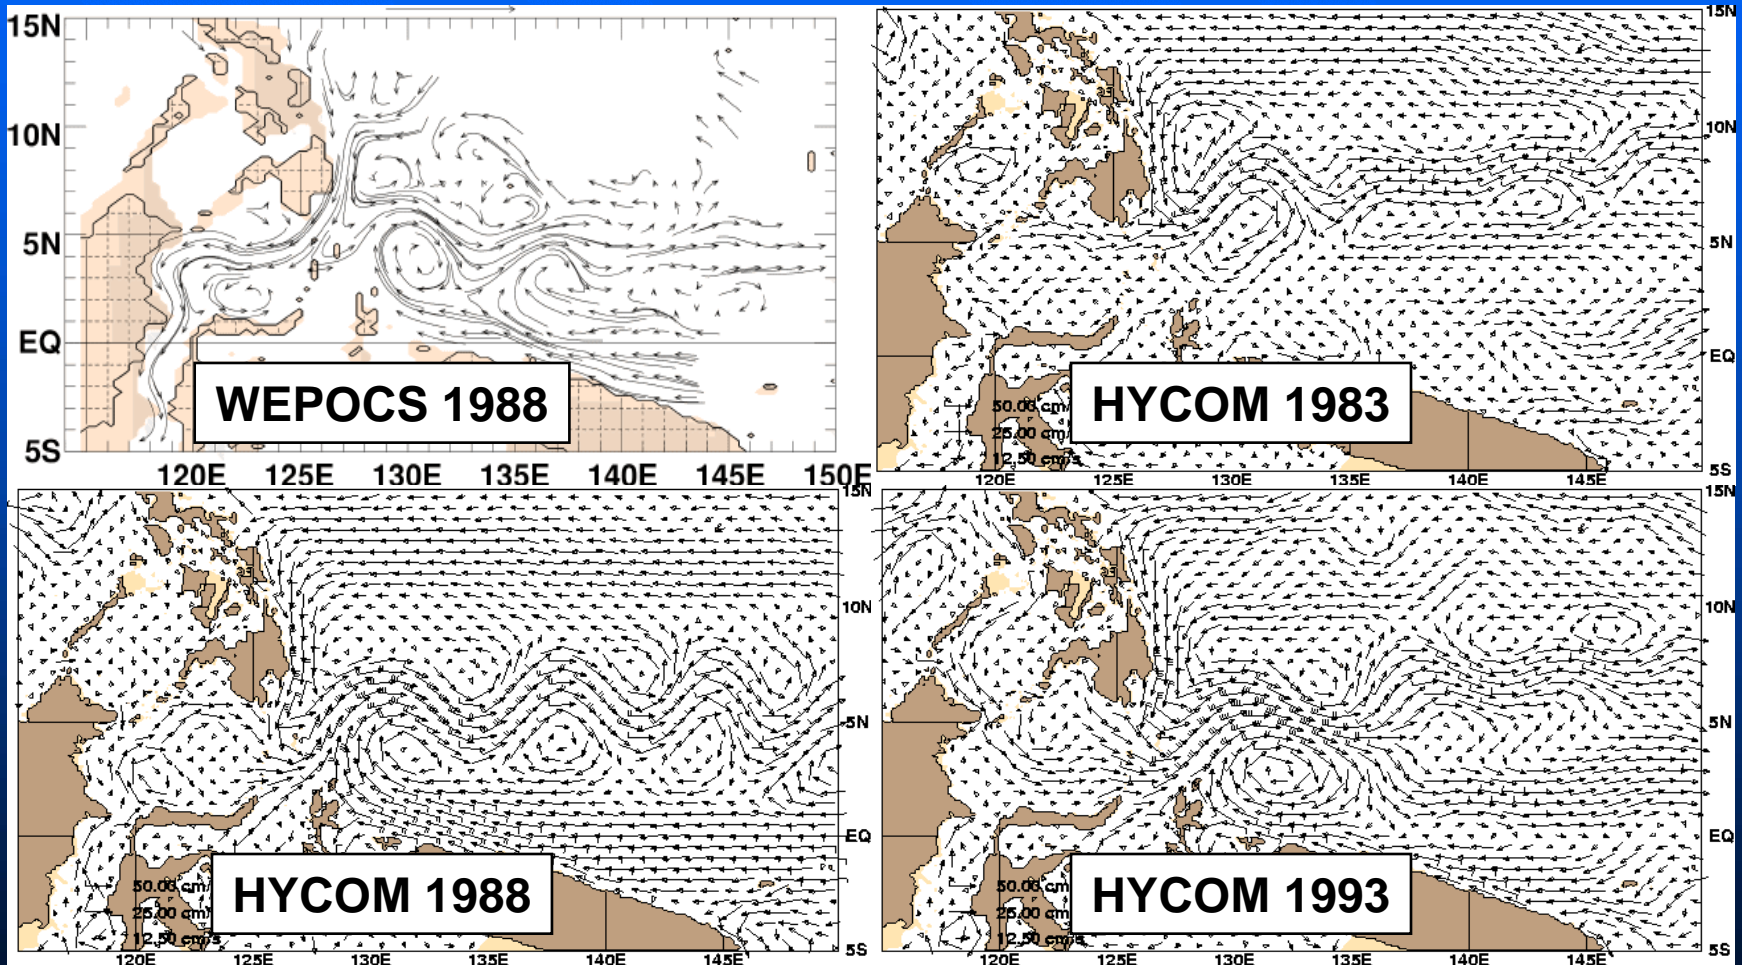 15N
10N
5N
EQ
5S
120E 125E 130E 135E 140E 145E 150E
WEPOCS 1988
15N
10N
5N
EQ
5S
50.00 cm/
25.00 cm/
12.50 cm/s
120E 125E 130E 135E 140E 145E
HYCOM 1983
15N
10N
5N
EQ
5S
50.00 cm/
25.00 cm/
12.50 cm/s
120E 125E 130E 135E 140E 145E
HYCOM 1988
15N
10N
5N
EQ
5S
50.00 cm/
25.00 cm/
12.50 cm/s
120E 125E 130E 135E 140E 145E
HYCOM 1993